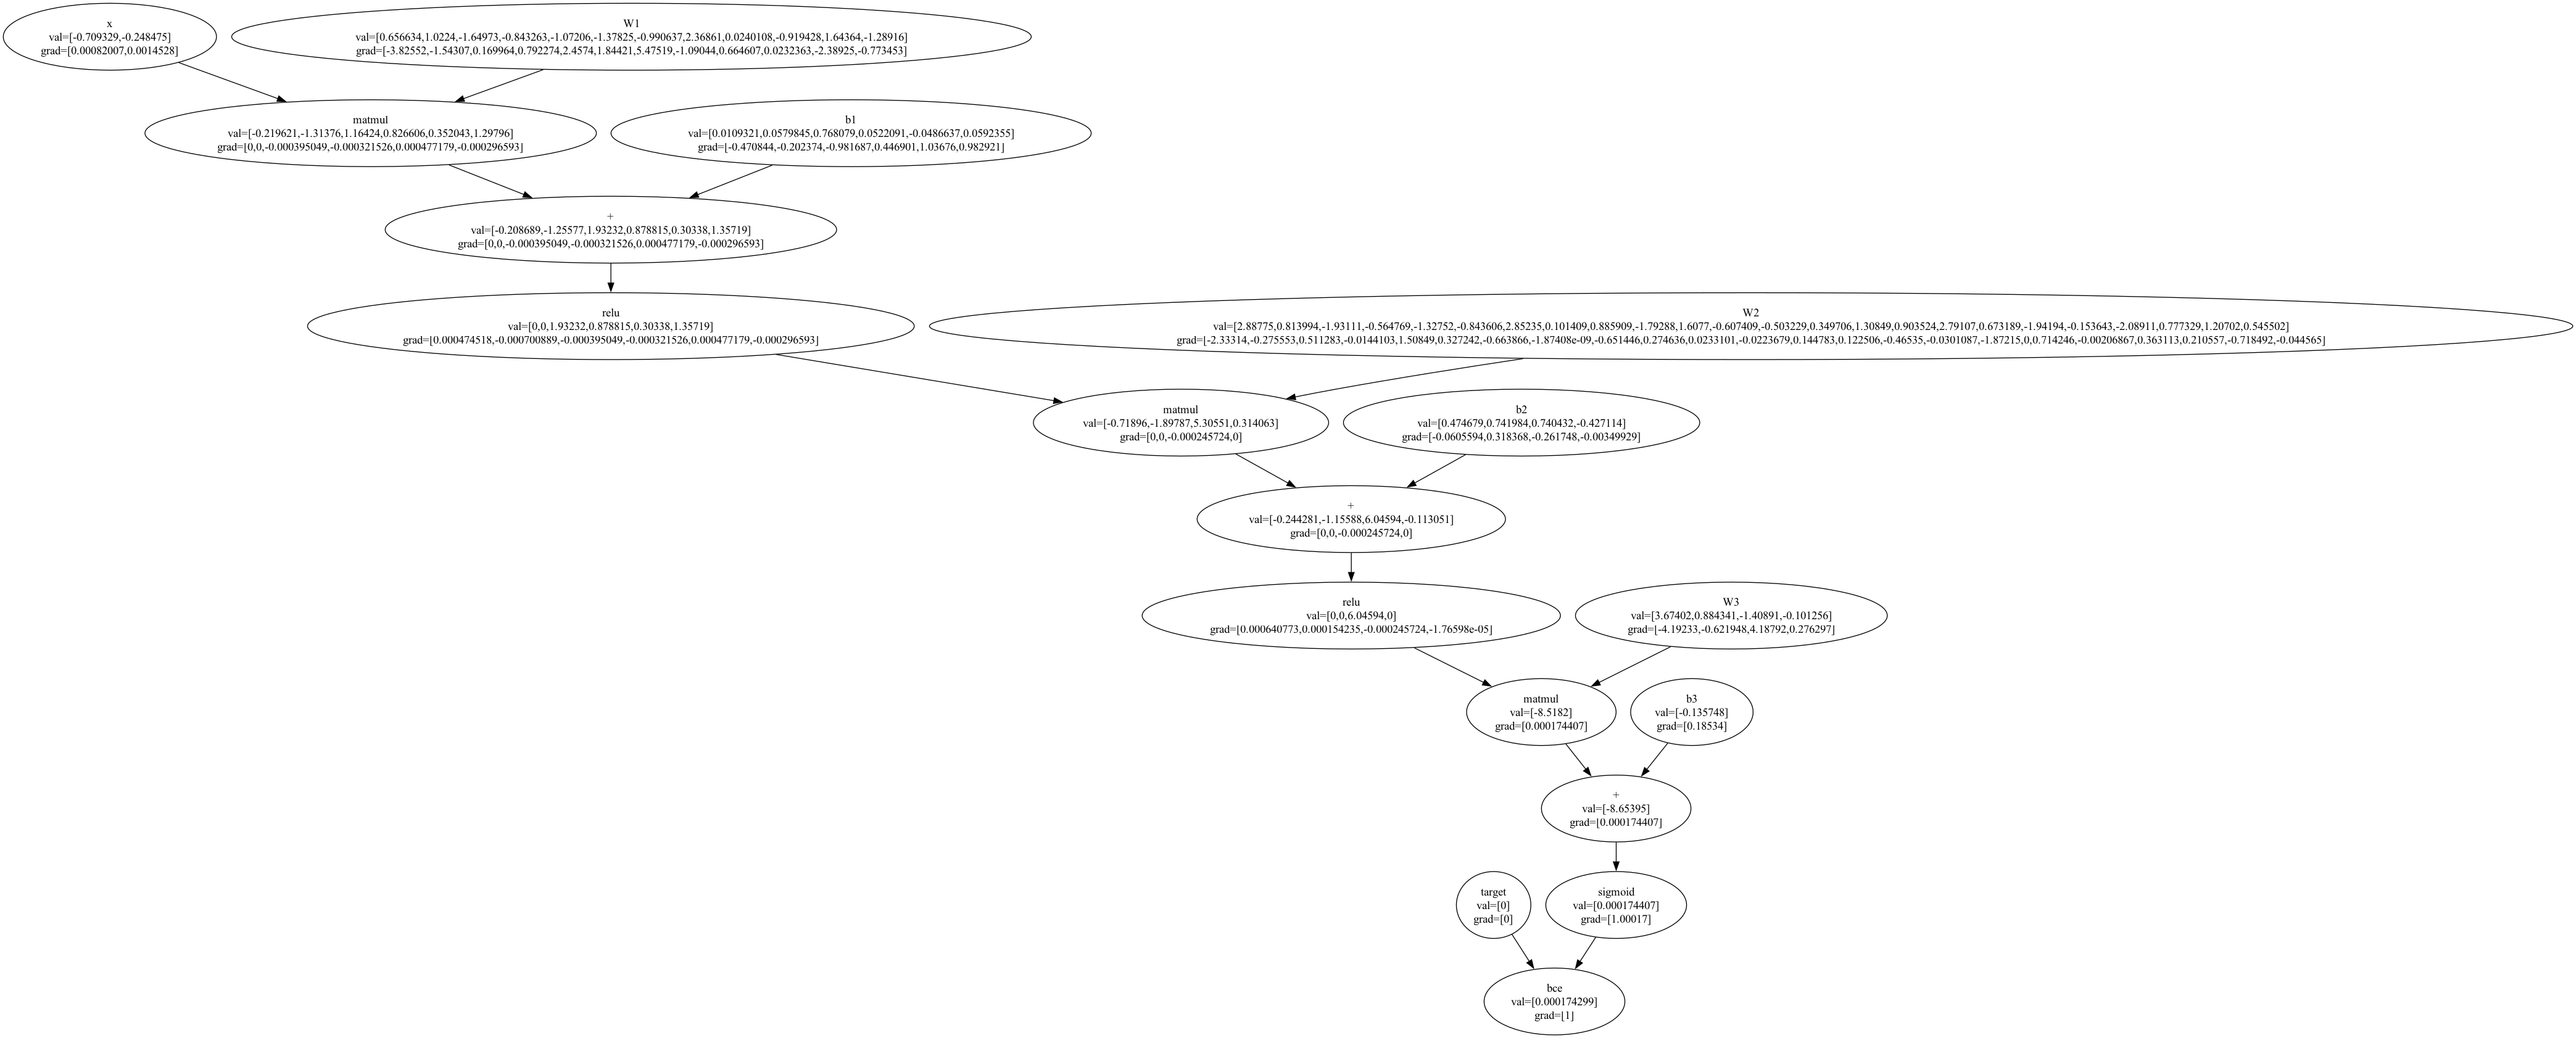 x
val=[-0.709329,-0.248475]
grad=[0.00082007,0.0014528]
W1
val=[0.656634,1.0224,-1.64973,-0.843263,-1.07206,-1.37825,-0.990637,2.36861,0.0240108,-0.919428,1.64364,-1.28916]
grad=[-3.82552,-1.54307,0.169964,0.792274,2.4574,1.84421,5.47519,-1.09044,0.664607,0.0232363,-2.38925,-0.773453]
matmul
val=[-0.219621,-1.31376,1.16424,0.826606,0.352043,1.29796]
grad=[0,0,-0.000395049,-0.000321526,0.000477179,-0.000296593]
b1
val=[0.0109321,0.0579845,0.768079,0.0522091,-0.0486637,0.0592355]
grad=[-0.470844,-0.202374,-0.981687,0.446901,1.03676,0.982921]
+
val=[-0.208689,-1.25577,1.93232,0.878815,0.30338,1.35719]
grad=[0,0,-0.000395049,-0.000321526,0.000477179,-0.000296593]
relu
val=[0,0,1.93232,0.878815,0.30338,1.35719]
grad=[0.000474518,-0.000700889,-0.000395049,-0.000321526,0.000477179,-0.000296593]
W2
val=[2.88775,0.813994,-1.93111,-0.564769,-1.32752,-0.843606,2.85235,0.101409,0.885909,-1.79288,1.6077,-0.607409,-0.503229,0.349706,1.30849,0.903524,2.79107,0.673189,-1.94194,-0.153643,-2.08911,0.777329,1.20702,0.545502]
grad=[-2.33314,-0.275553,0.511283,-0.0144103,1.50849,0.327242,-0.663866,-1.87408e-09,-0.651446,0.274636,0.0233101,-0.0223679,0.144783,0.122506,-0.46535,-0.0301087,-1.87215,0,0.714246,-0.00206867,0.363113,0.210557,-0.718492,-0.044565]
matmul
val=[-0.71896,-1.89787,5.30551,0.314063]
grad=[0,0,-0.000245724,0]
b2
val=[0.474679,0.741984,0.740432,-0.427114]
grad=[-0.0605594,0.318368,-0.261748,-0.00349929]
+
val=[-0.244281,-1.15588,6.04594,-0.113051]
grad=[0,0,-0.000245724,0]
relu
val=[0,0,6.04594,0]
grad=[0.000640773,0.000154235,-0.000245724,-1.76598e-05]
W3
val=[3.67402,0.884341,-1.40891,-0.101256]
grad=[-4.19233,-0.621948,4.18792,0.276297]
matmul
val=[-8.5182]
grad=[0.000174407]
b3
val=[-0.135748]
grad=[0.18534]
+
val=[-8.65395]
grad=[0.000174407]
target
val=[0]
grad=[0]
sigmoid
val=[0.000174407]
grad=[1.00017]
bce
val=[0.000174299]
grad=[1]